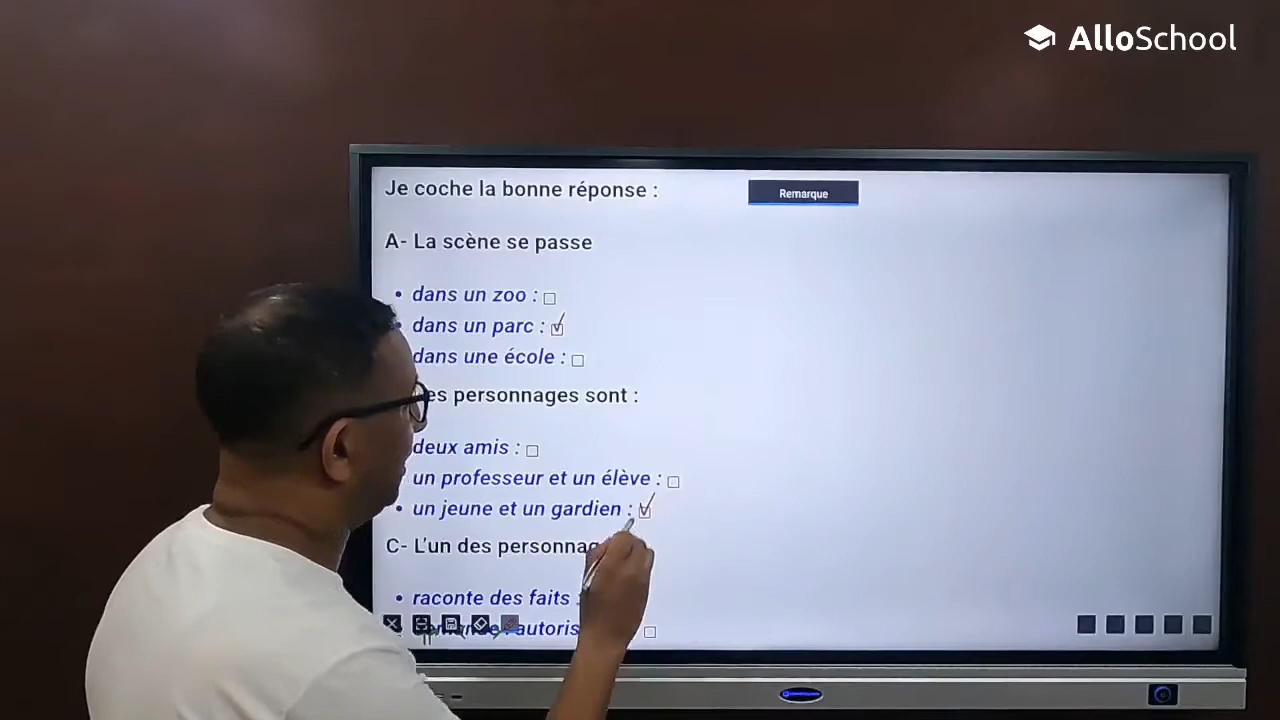 AlloSchool
Je coche la bonne réponse :
Remarque
A- La scène se passe
• dans un zoo :
• dans un parc :
dans une école :
es personnages sont :
deux amis :
un professeur et un élève :
• un jeune et un gardien :
C- L'un des personnag
• raconte des faits :
autoris